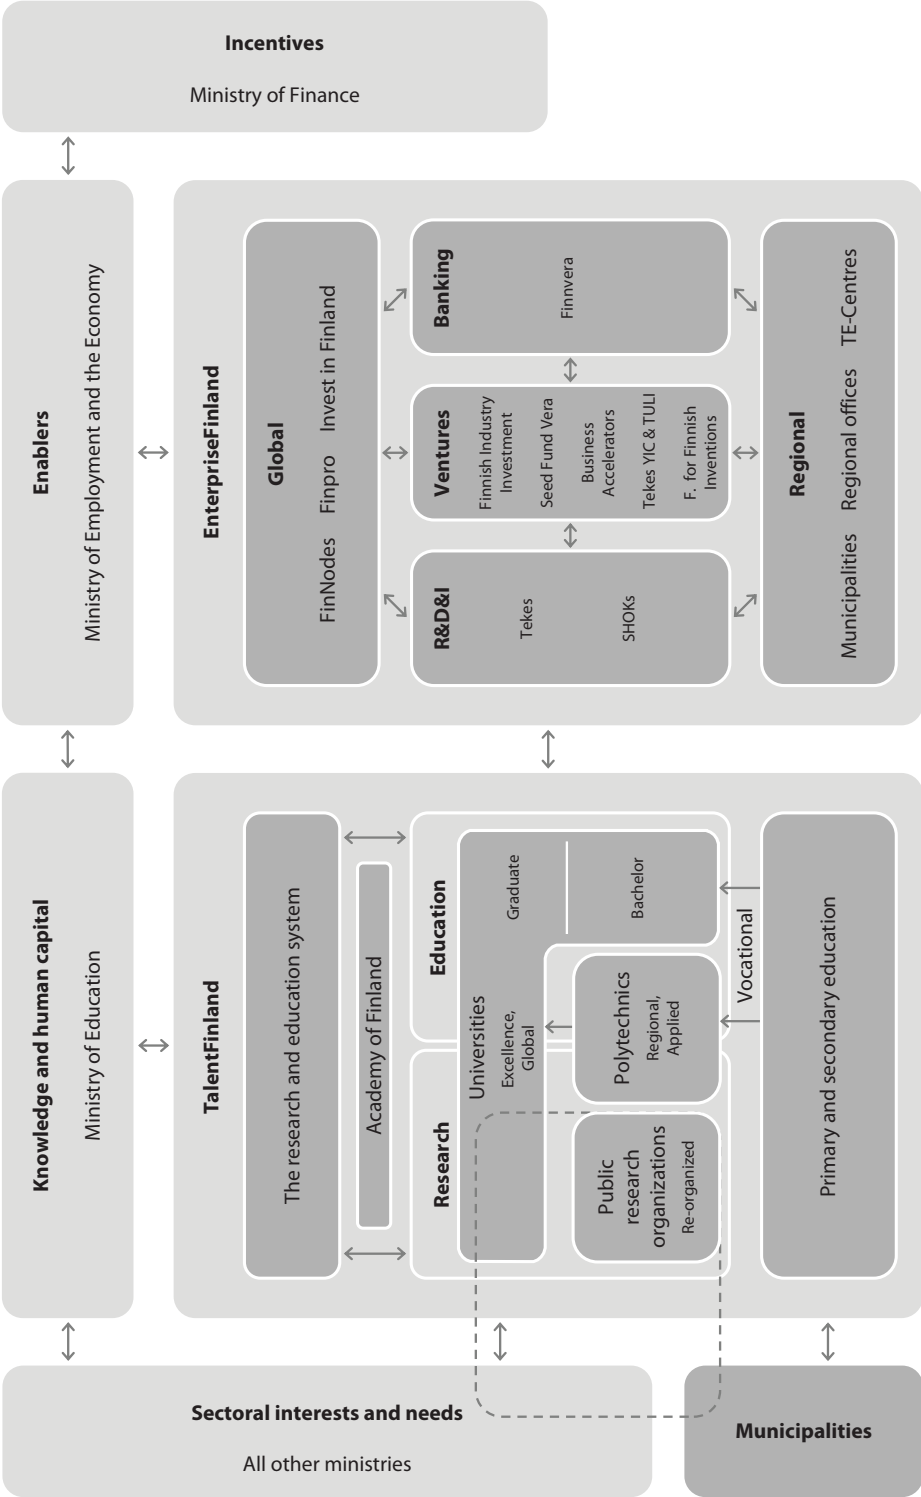 Incentives
Ministry of Finance
Enablers
Ministry of Employment and the Economy
EnterpriseFinland
Global
FinNodes Finpro Invest in Finland
R&D&I
Tekes
SHOKs
Ventures
Finnish Industry
Investment
Seed Fund Vera
Business
Accelerators
Tekes YIC & TULI
F. for Finnish
Inventions
Banking
Finnvera
Regional
Municipalities Regional offices TE-Centres
Knowledge and human capital
Ministry of Education
TalentFinland
The research and education system
Academy of Finland
Research
Education
Universities
Excellence,
Global
Graduate
Bachelor
Public
research
organizations
Re-organized
Polytechnics
Regional,
Applied
Vocational
Primary and secondary education
Sectoral interests and needs
All other ministries
Municipalities